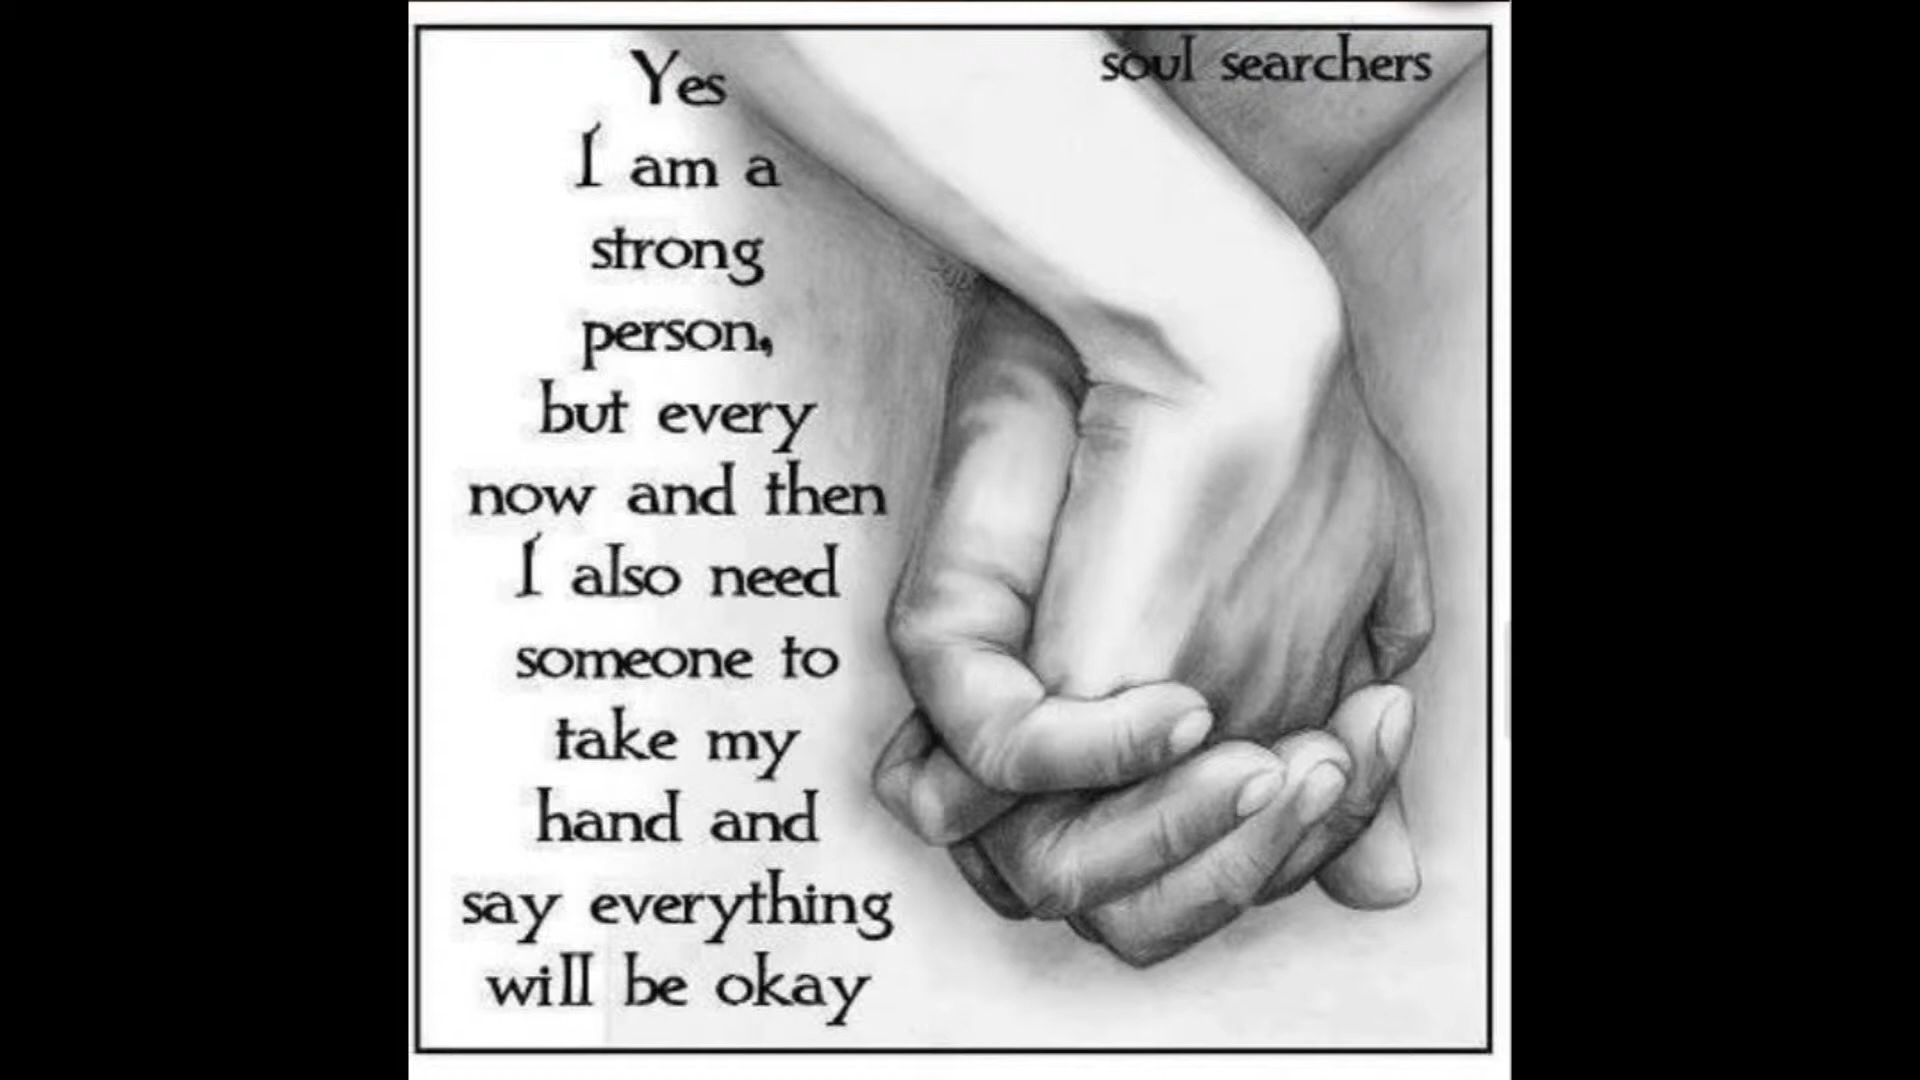 soul searchers
Yes
I am a
strong
person,
but every
now and then
I also need
someone to
take my
hand and
say everything
will be okay